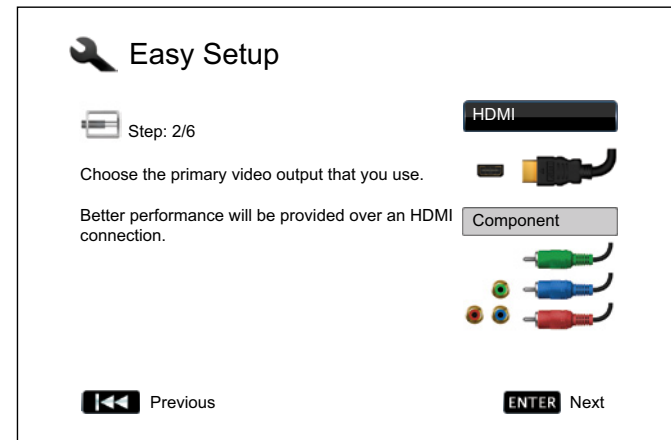 Easy Setup
Step: 2/6
HDMI
Choose the primary video output that you use.
Better performance will be provided over an HDMI
connection.
Component
Previous
ENTER Next